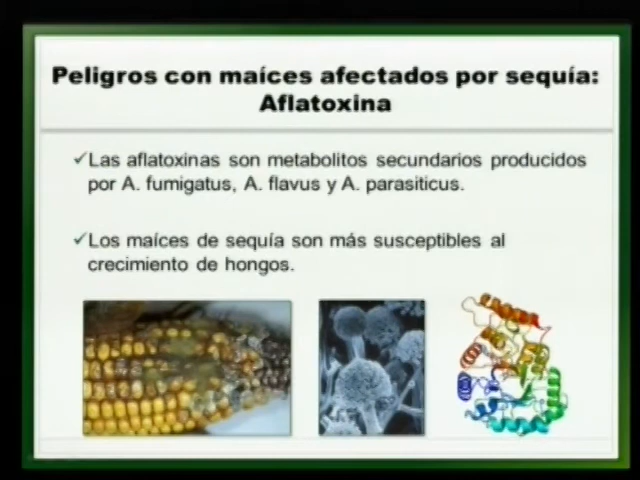 Peligros con maíces afectados por sequía:
Aflatoxina
✓Las aflatoxinas son metabolitos secundarios producidos
por A. fumigatus, A. flavus y A. parasiticus.
✓Los maíces de sequía son más susceptibles al
crecimiento de hongos.